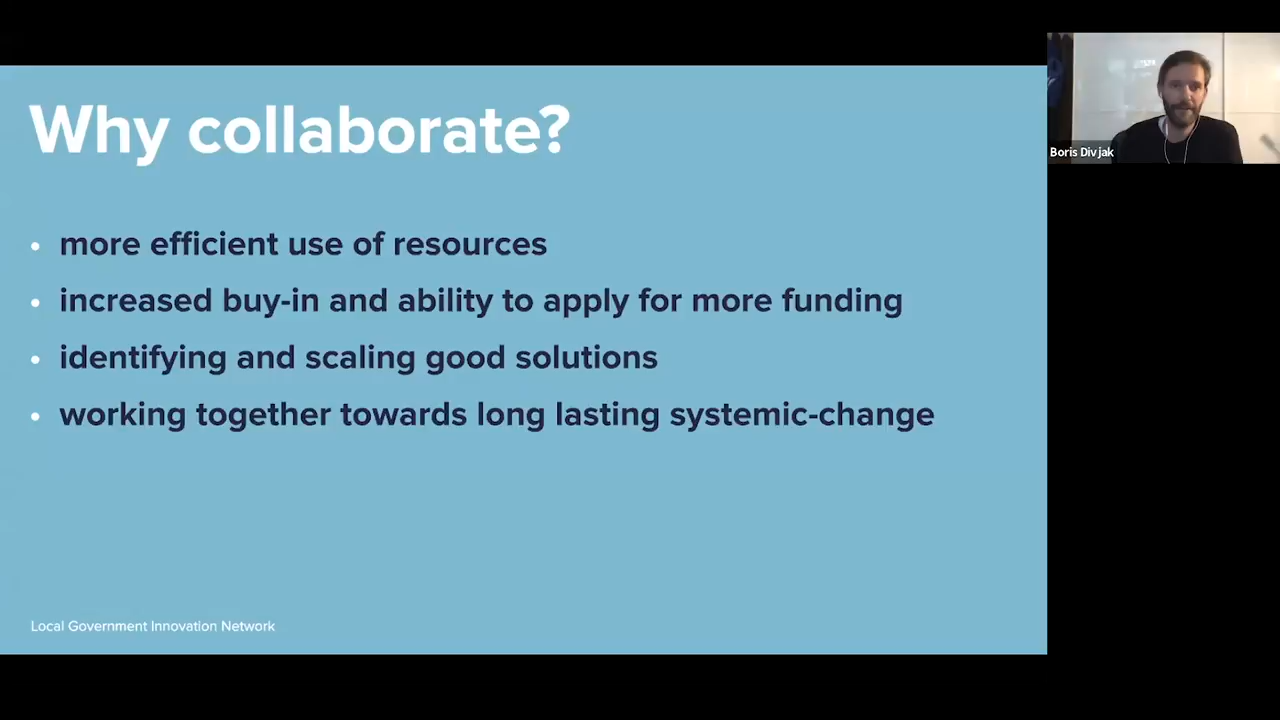 Why collaborate?
• more efficient use of resources
• increased buy-in and ability to apply for more funding
• identifying and scaling good solutions
• working together towards long lasting systemic-change
Local Government Innovation Network
Boris Divjak